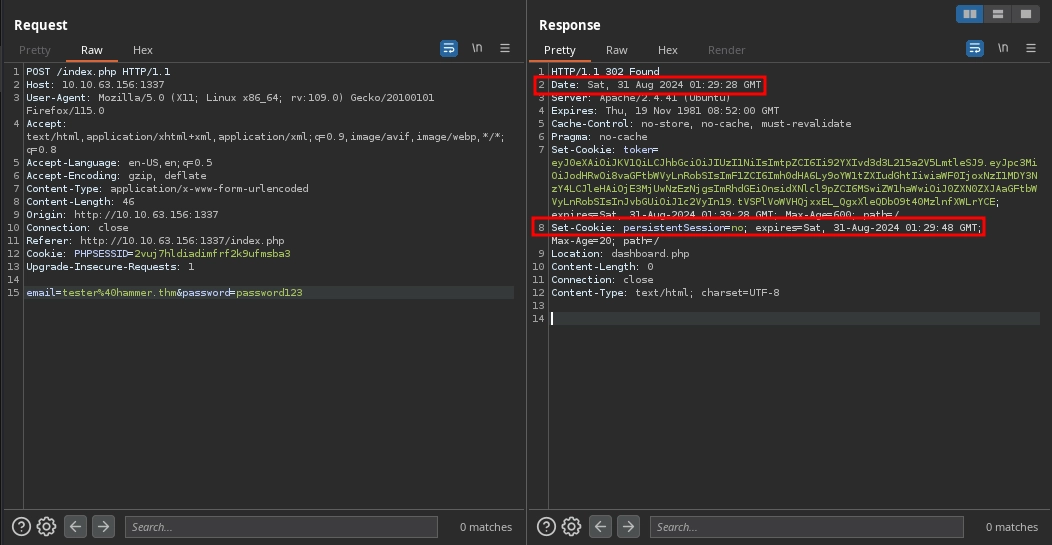 Request
Pretty Raw Hex
\n
1 POST /index.php HTTP/1.1
2 Host: 10.10.63.156:1337
3 User-Agent: Mozilla/5.0 (X11; Linux x86_64; rv:109.0) Gecko/20100101
Firefox/115.0
4 Accept:
text/html,application/xhtml+xml,application/xml;q=0.9,image/avif,image/webp,*/*;
q=0.8
5 Accept-Language: en-US,en;q=0.5
6 Accept-Encoding: gzip, deflate
7 Content-Type: application/x-www-form-urlencoded
8 Content-Length: 46
9 Origin: http://10.10.63.156:1337
10 Connection: close
11 Referer: http://10.10.63.156:1337/index.php
12 Cookie: PHPSESSID=2vuj7hldiadimfrf2k9ufmsba3
13 Upgrade-Insecure-Requests: 1
14
15 email=tester%40hammer.thm&password=password123
Search...
0 matches
Response
Pretty Raw Hex Render
\n
1 HTTP/1.1 302 Found
2 Date: Sat, 31 Aug 2024 01:29:28 GMT
3 Server: Apache/2.4.41 (Ubuntu)
4 Expires: Thu, 19 Nov 1981 08:52:00 GMT
5 Cache-Control: no-store, no-cache, must-revalidate
6 Pragma: no-cache
7 Set-Cookie: token=
expires=Sat, 31-Aug-2024 01:39:28 GMT; Max-Age=600; path=/
8 Set-Cookie: persistentSession=no; expires=Sat, 31-Aug-2024 01:29:48 GMT;
Max-Age=20; path=/
9 Location: dashboard.php
10 Content-Length: 0
11 Connection: close
12 Content-Type: text/html; charset=UTF-8
13
14
Search...
0 matches